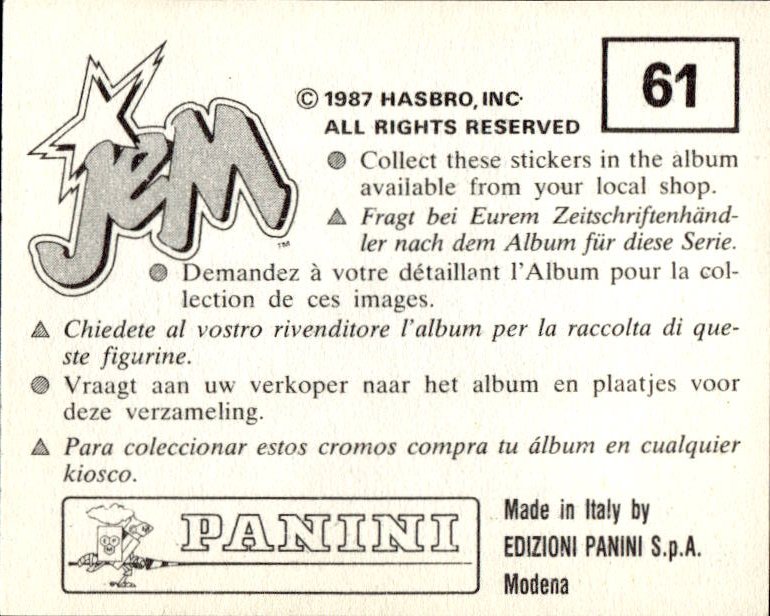 JEM
™
© 1987 HASBRO, INC.
ALL RIGHTS RESERVED
61
Collect these stickers in the album
available from your local shop.
Fragt bei Eurem Zeitschriftenhänd-
ler nach dem Album für diese Serie.
Demandez à votre détaillant l'Album pour la col-
lection de ces images.
Chiedete al vostro rivenditore l'album per la raccolta di que-
ste figurine.
Vraagt aan uw verkoper naar het album en plaatjes voor
deze verzameling.
Para coleccionar estos cromos compra tu álbum en cualquier
kiosco.
PANINI
Made in Italy by
EDIZIONI PANINI S.p.A.
Modena